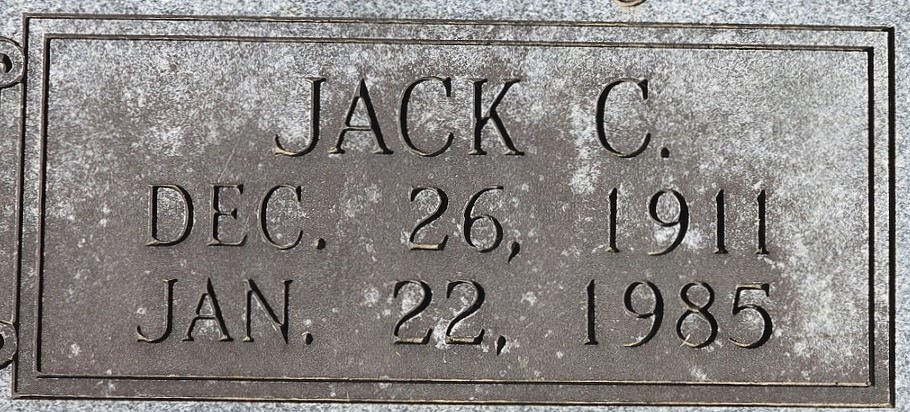 JACK C.
DEC. 26, 1911
JAN. 22, 1985